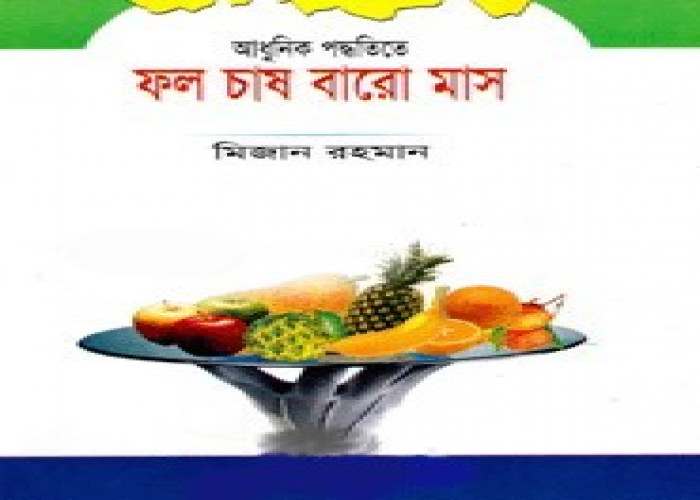 আধুনিক পদ্ধতিতে
ফল চাষ বারো মাস
মিজান রহমান